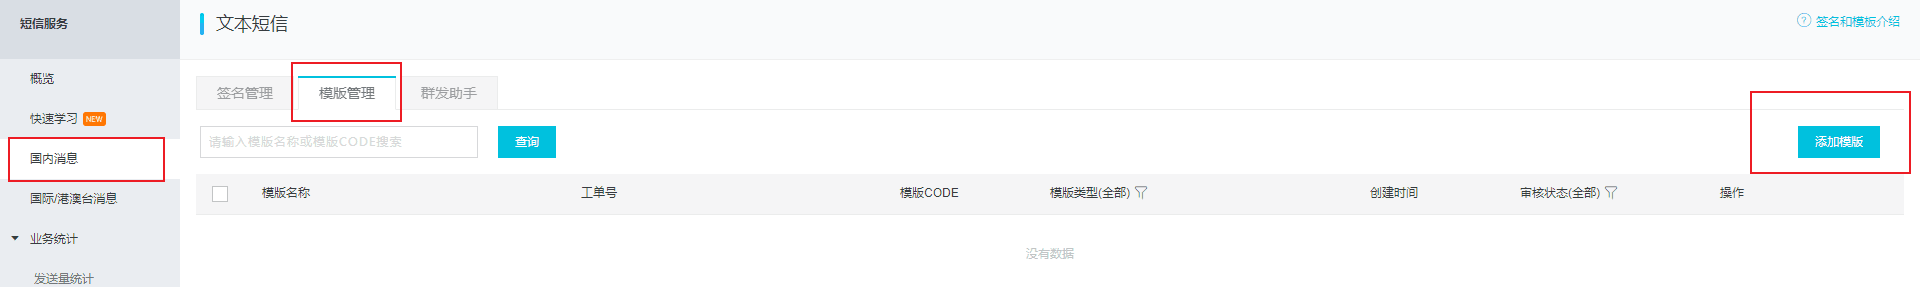 短信服务
概览
快速学习 NEW
国内消息
国际/港澳台消息
业务统计
发送量统计
文本短信
? 签名和模板介绍
签名管理 模版管理 群发助手
请输入模版名称或模版CODE搜索 查询 添加模版
模版名称 工单号 模版CODE 模版类型(全部) 创建时间 审核状态(全部) 操作
没有数据